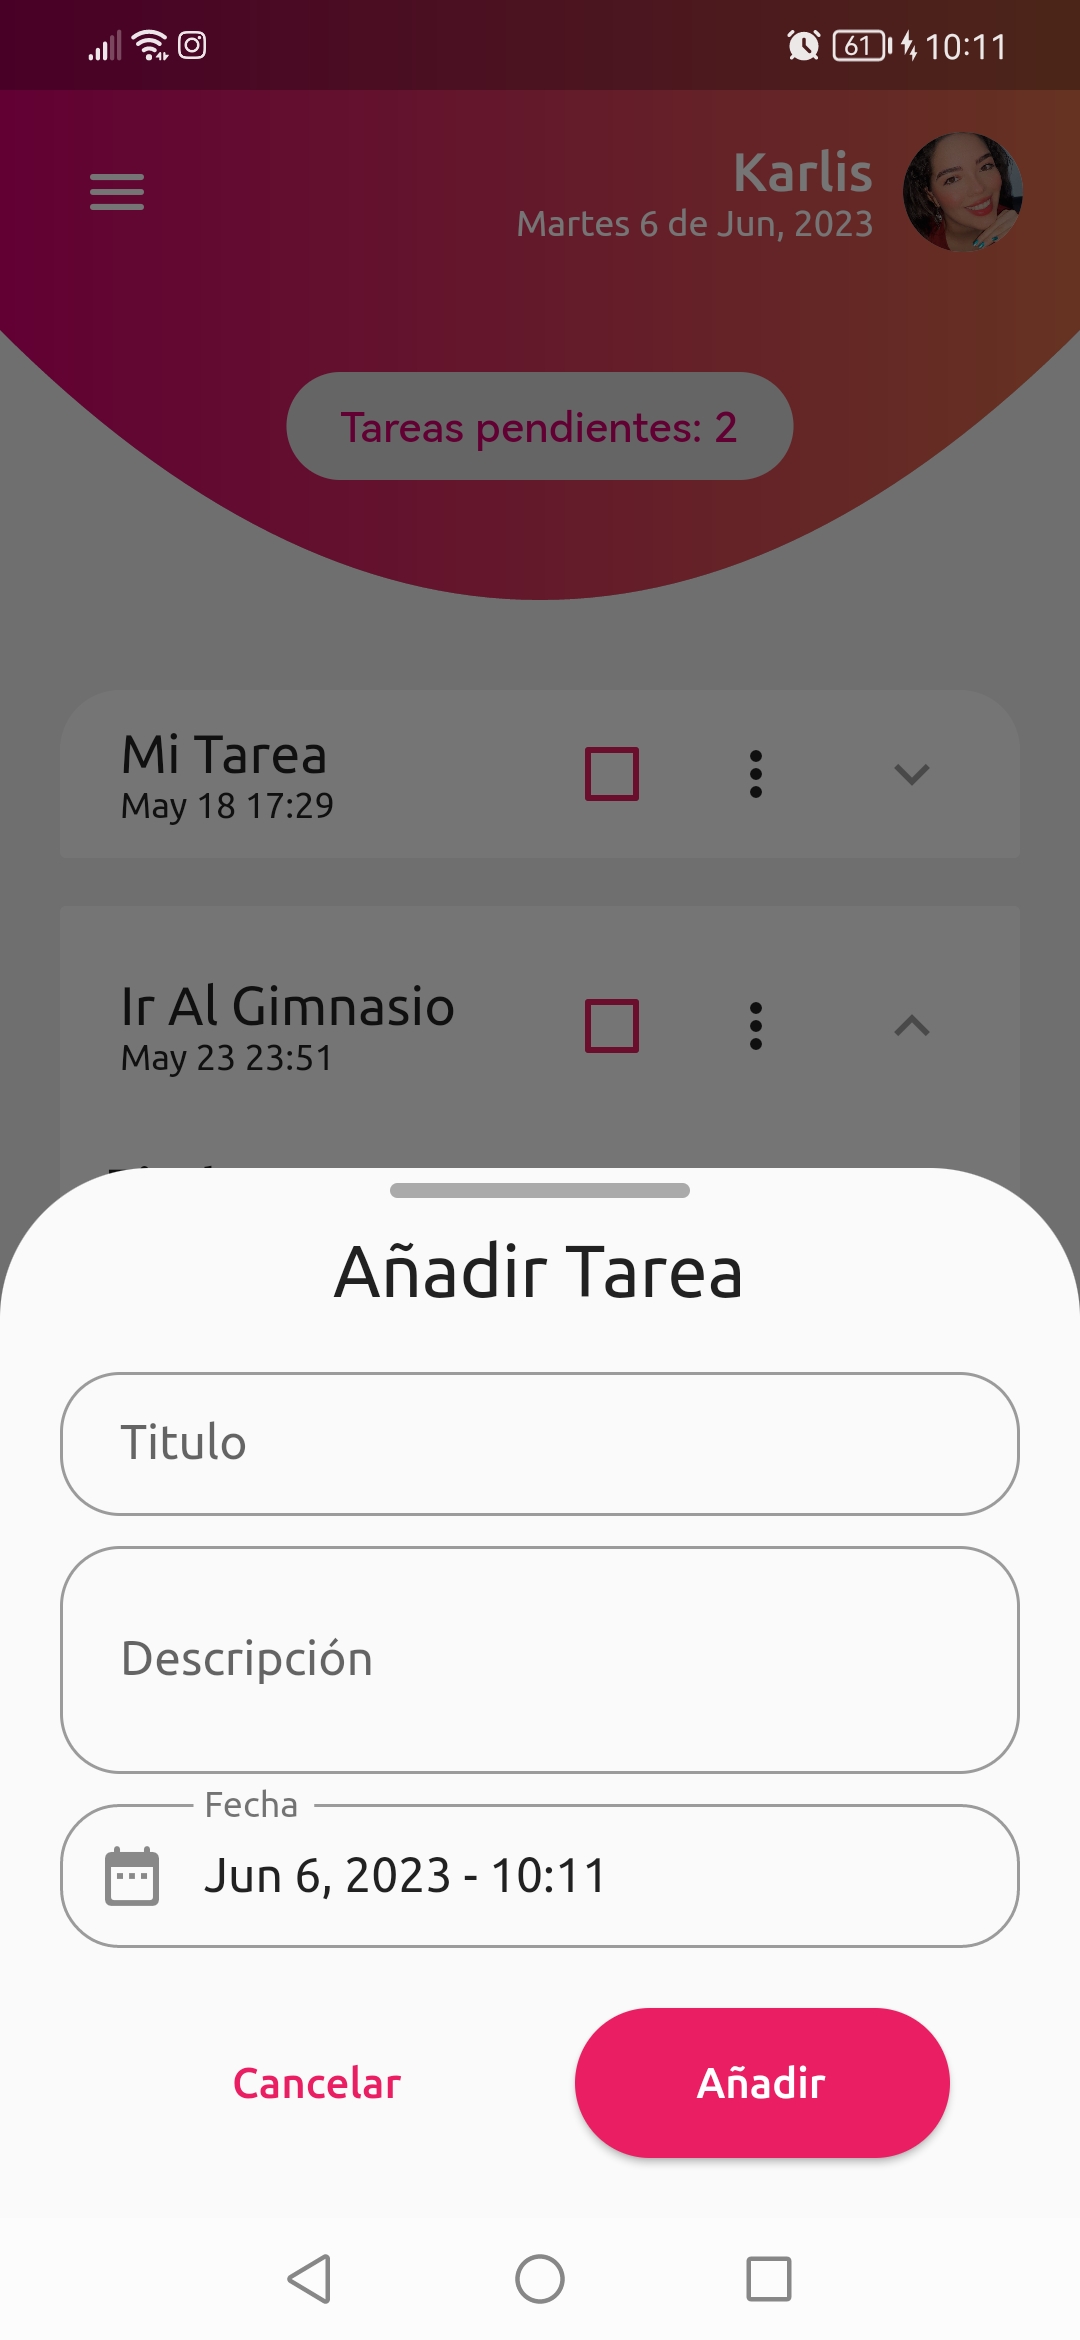 61 10:11
Karlis
Martes 6 de Jun, 2023
Tareas pendientes: 2
Mi Tarea
May 18 17:29
Ir Al Gimnasio
May 23 23:51
Añadir Tarea
Titulo
Descripción
Fecha
Jun 6, 2023 - 10:11
Cancelar
Añadir